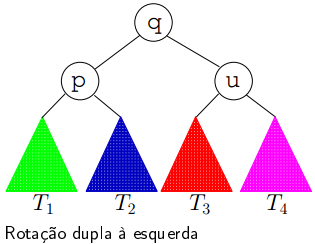 q
p u
T1 T2 T3 T4
Rotação dupla à esquerda